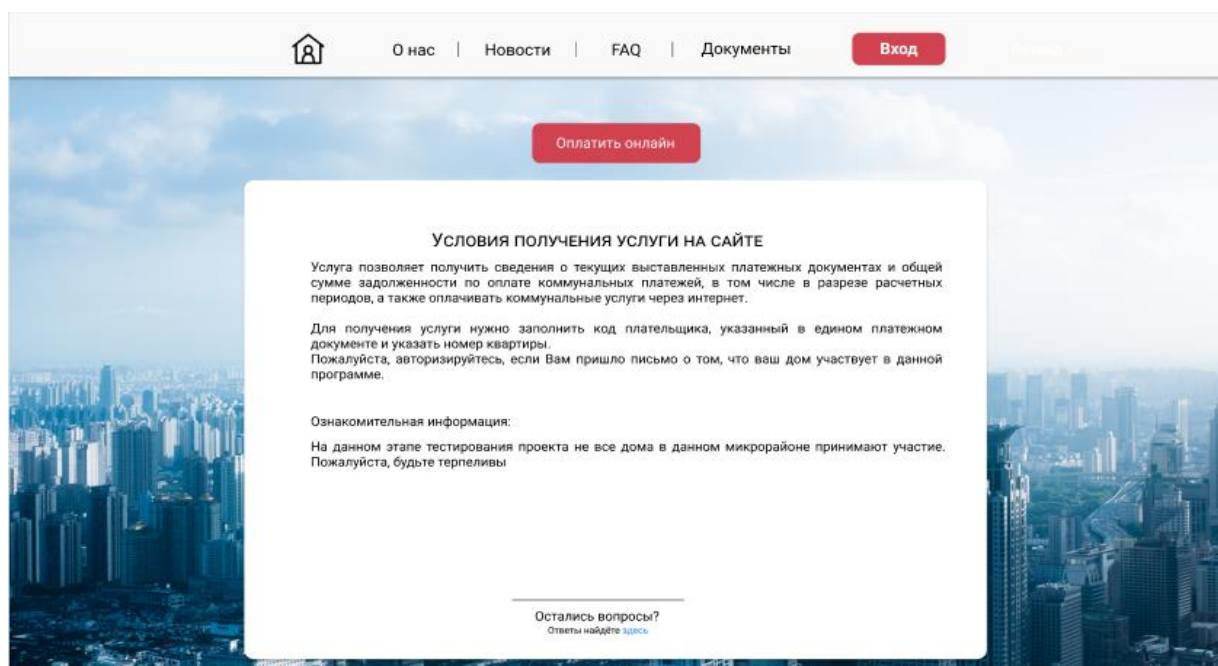 О нас | Новости | FAQ | Документы Вход
Оплатить онлайн
Условия получения услуги на сайте
Услуга позволяет получить сведения о текущих выставленных платежных документах и общей
сумме задолженности по оплате коммунальных платежей, в том числе в разрезе расчетных
периодов, а также оплачивать коммунальные услуги через интернет.
Для получения услуги нужно заполнить код плательщика, указанный в едином платежном
документе и указать номер квартиры.
Пожалуйста, авторизируйтесь, если Вам пришло письмо о том, что ваш дом участвует в данной
программе.
Ознакомительная информация:
На данном этапе тестирования проекта не все дома в данном микрорайоне принимают участие.
Пожалуйста, будьте терпеливы
Остались вопросы?
Ответы найдёте здесь